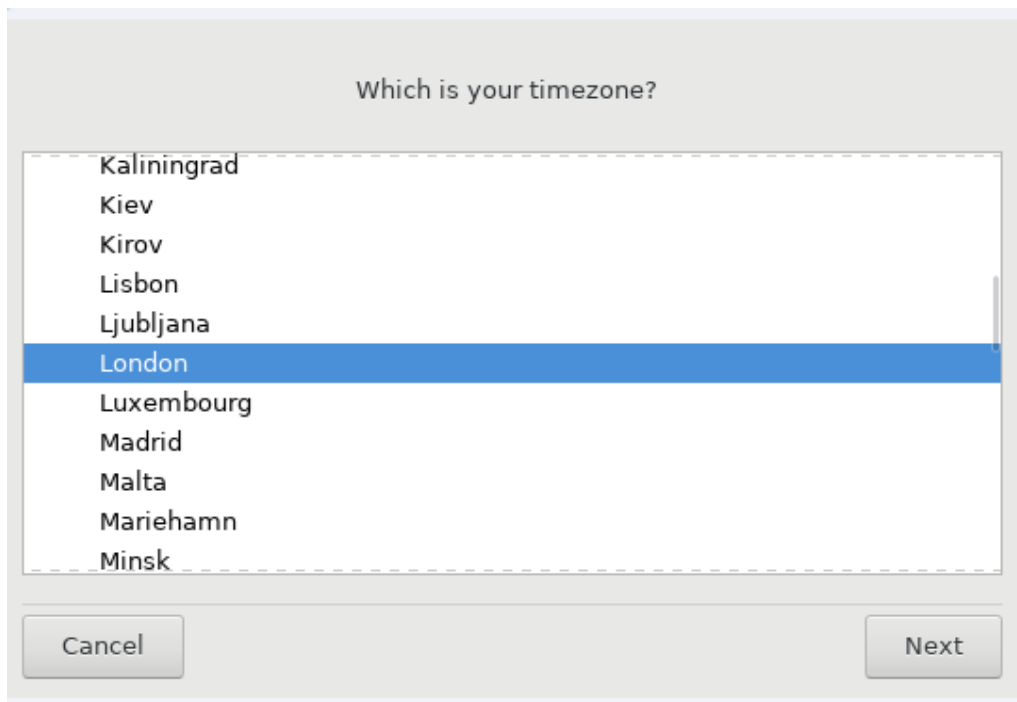 Which is your timezone?
Kaliningrad
Kiev
Kirov
Lisbon
Ljubljana
London
Luxembourg
Madrid
Malta
Mariehamn
Minsk
Cancel
Next